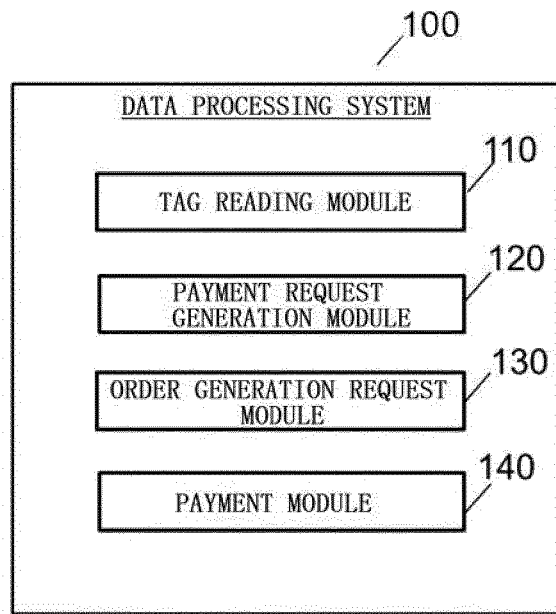 100
DATA PROCESSING SYSTEM
110
TAG READING MODULE
120
PAYMENT REQUEST
GENERATION MODULE
130
ORDER GENERATION REQUEST
MODULE
140
PAYMENT MODULE